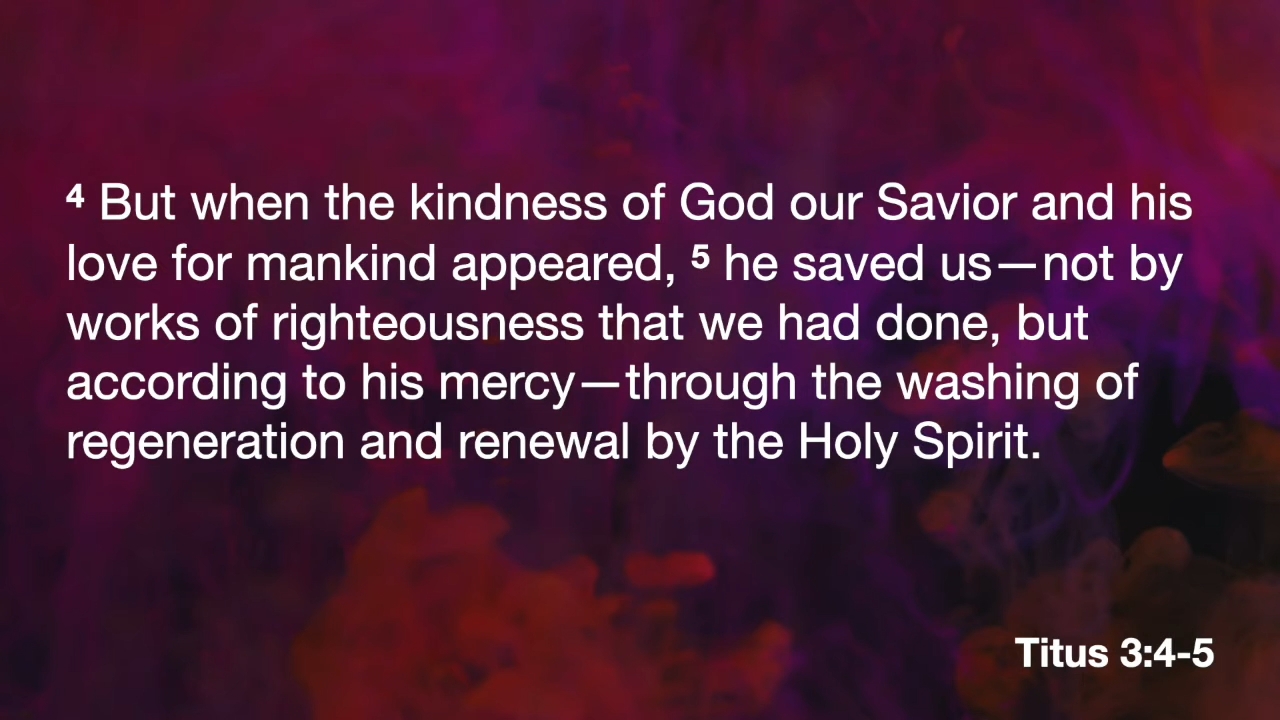 ⁴ But when the kindness of God our Savior and his
love for mankind appeared, ⁵ he saved us—not by
works of righteousness that we had done, but
according to his mercy—through the washing of
regeneration and renewal by the Holy Spirit.
Titus 3:4-5